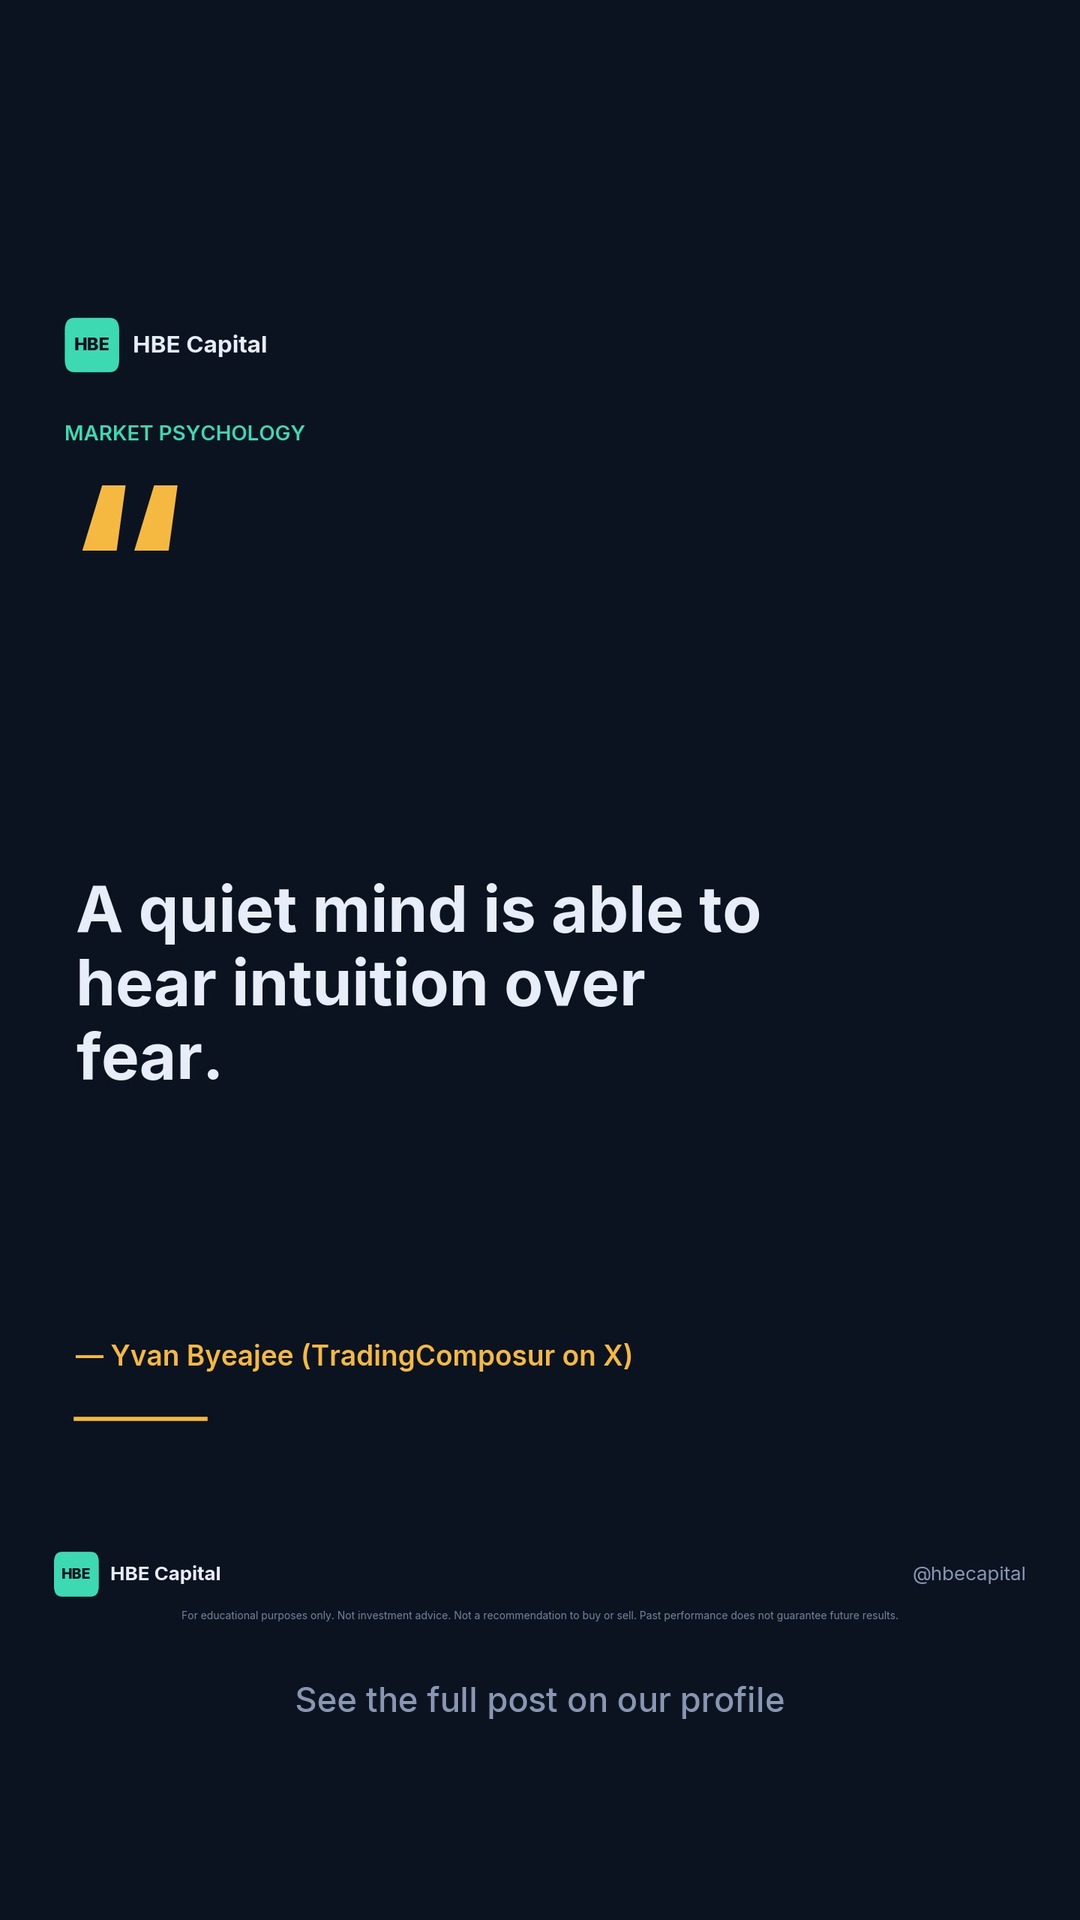 HBE HBE Capital
MARKET PSYCHOLOGY
"
A quiet mind is able to
hear intuition over
fear.
— Yvan Byeajee (TradingComposur on X)
HBE HBE Capital @hbecapital
For educational purposes only. Not investment advice. Not a recommendation to buy or sell. Past performance does not guarantee future results.
See the full post on our profile